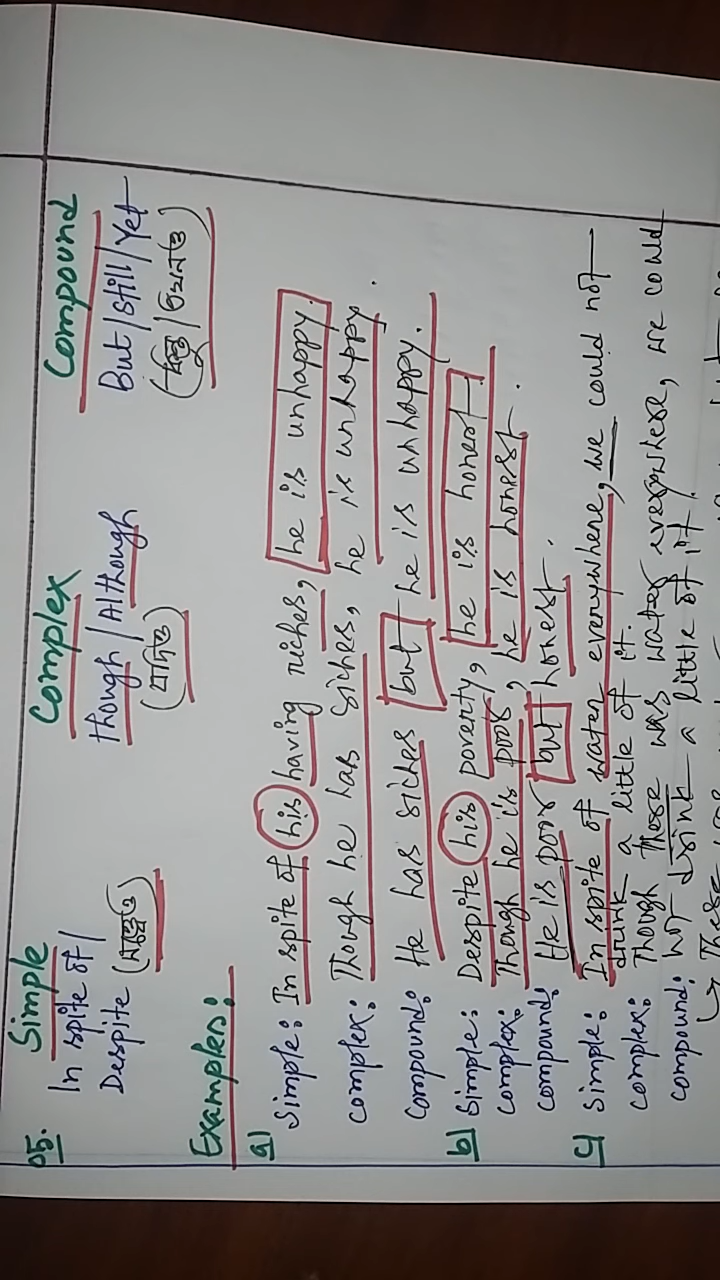 05. Simple Complex Compound
In spite of / though / Although But / still / Yet
Despite (সত্ত্বেও) (যদিও) (কিন্তু / তথাপিও)
Examples:
a) Simple: In spite of his having riches, he is unhappy.
complex: Though he has riches, he is unhappy.
compound: He has riches but he is unhappy.
b) Simple: Despite his poverty, he is honest.
complex: Though he is poor, he is honest.
compound: He is poor but honest.
c) Simple: In spite of water everywhere, we could not
drink a little of it.
complex: Though there was water everywhere, we could
compound: not drink a little of it.
There was